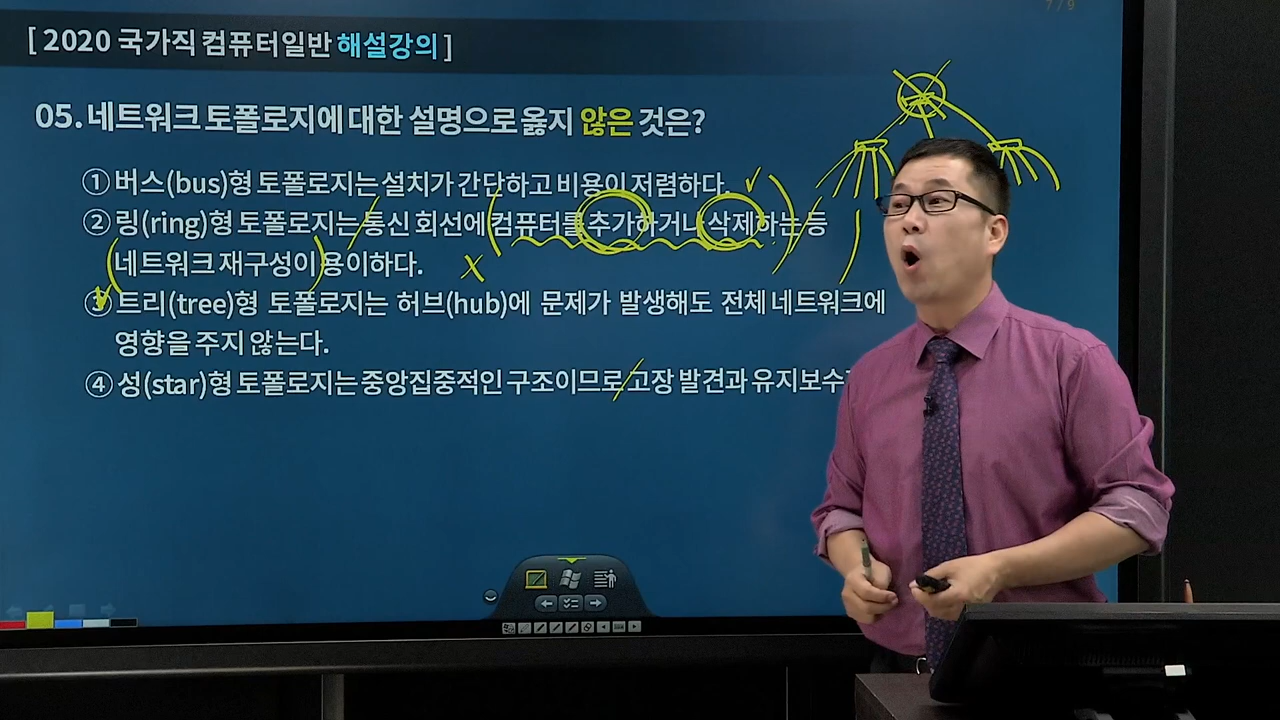 7 / 9
[ 2020 국가직 컴퓨터일반 해설강의 ]
05. 네트워크 토폴로지에 대한 설명으로 옳지 않은 것은?
① 버스(bus)형 토폴로지는 설치가 간단하고 비용이 저렴하다.
② 링(ring)형 토폴로지는 통신 회선에 컴퓨터를 추가하거나 삭제하는 등
네트워크 재구성이 용이하다.
③ 트리(tree)형 토폴로지는 허브(hub)에 문제가 발생해도 전체 네트워크에
영향을 주지 않는다.
④ 성(star)형 토폴로지는 중앙집중적인 구조이므로 고장 발견과 유지보수